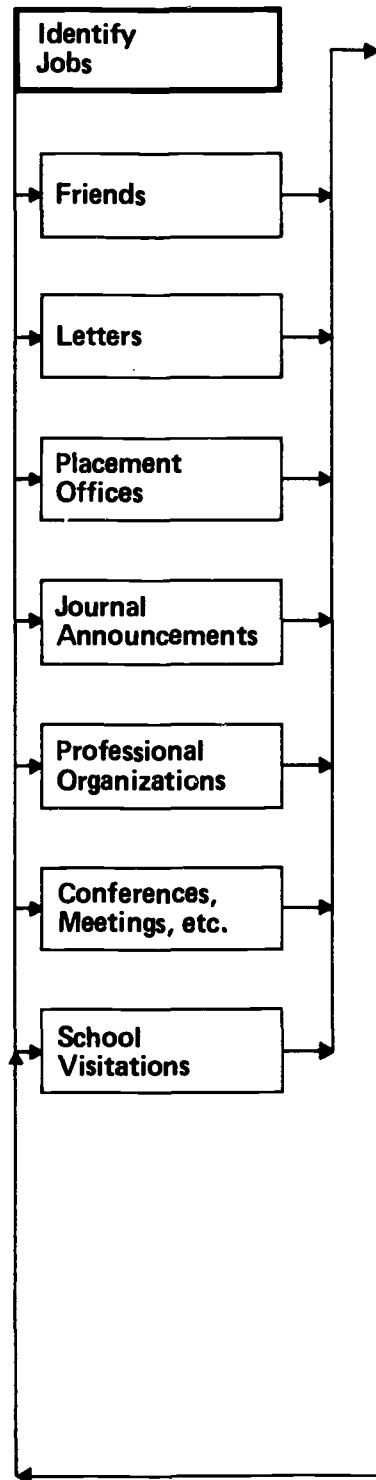 Identify
Jobs
Friends
Letters
Placement
Offices
Journal
Announcements
Professional
Organizations
Conferences,
Meetings, etc.
School
Visitations